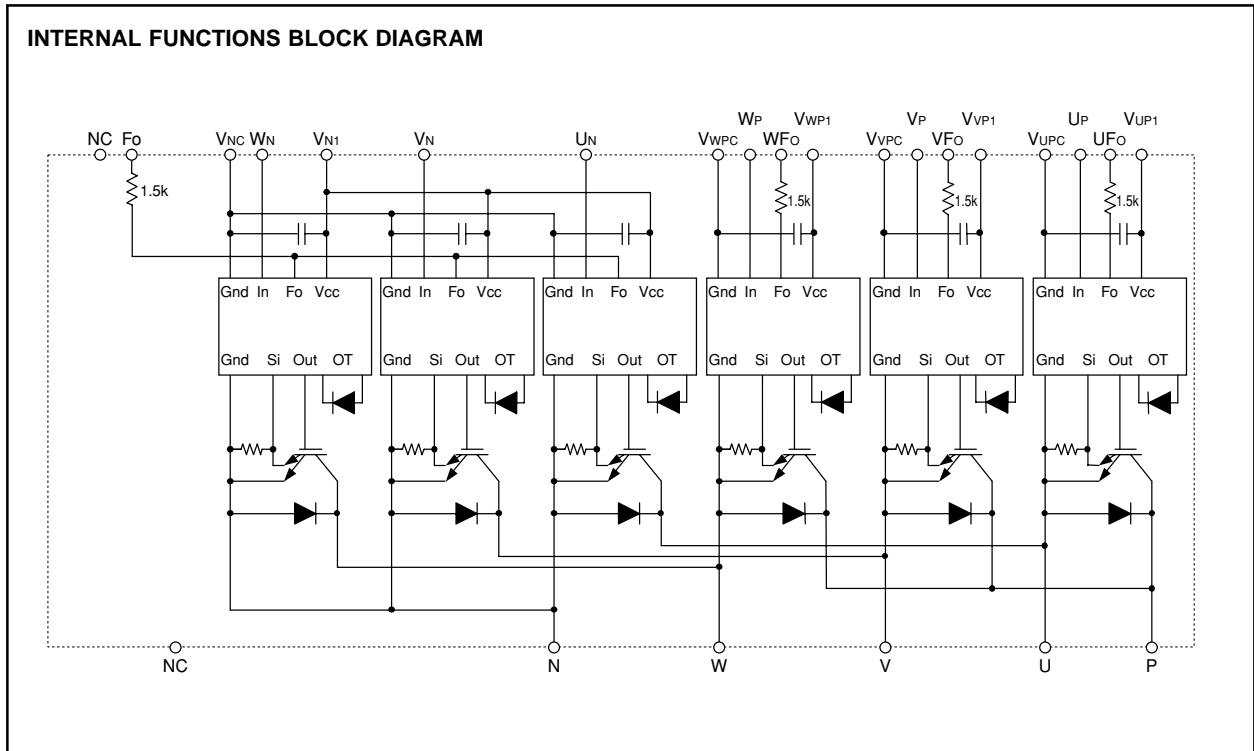 INTERNAL FUNCTIONS BLOCK DIAGRAM
WP VWP1 VP VVP1 UP VUP1
NC FO VNC WN VN1 VN UN VWPC WFO VVPC VFO VUPC UFO
1.5k 1.5k 1.5k 1.5k
Gnd In Fo Vcc Gnd In Fo Vcc Gnd In Fo Vcc Gnd In Fo Vcc Gnd In Fo Vcc Gnd In Fo Vcc
Gnd Si Out OT Gnd Si Out OT Gnd Si Out OT Gnd Si Out OT Gnd Si Out OT Gnd Si Out OT
NC N W V U P